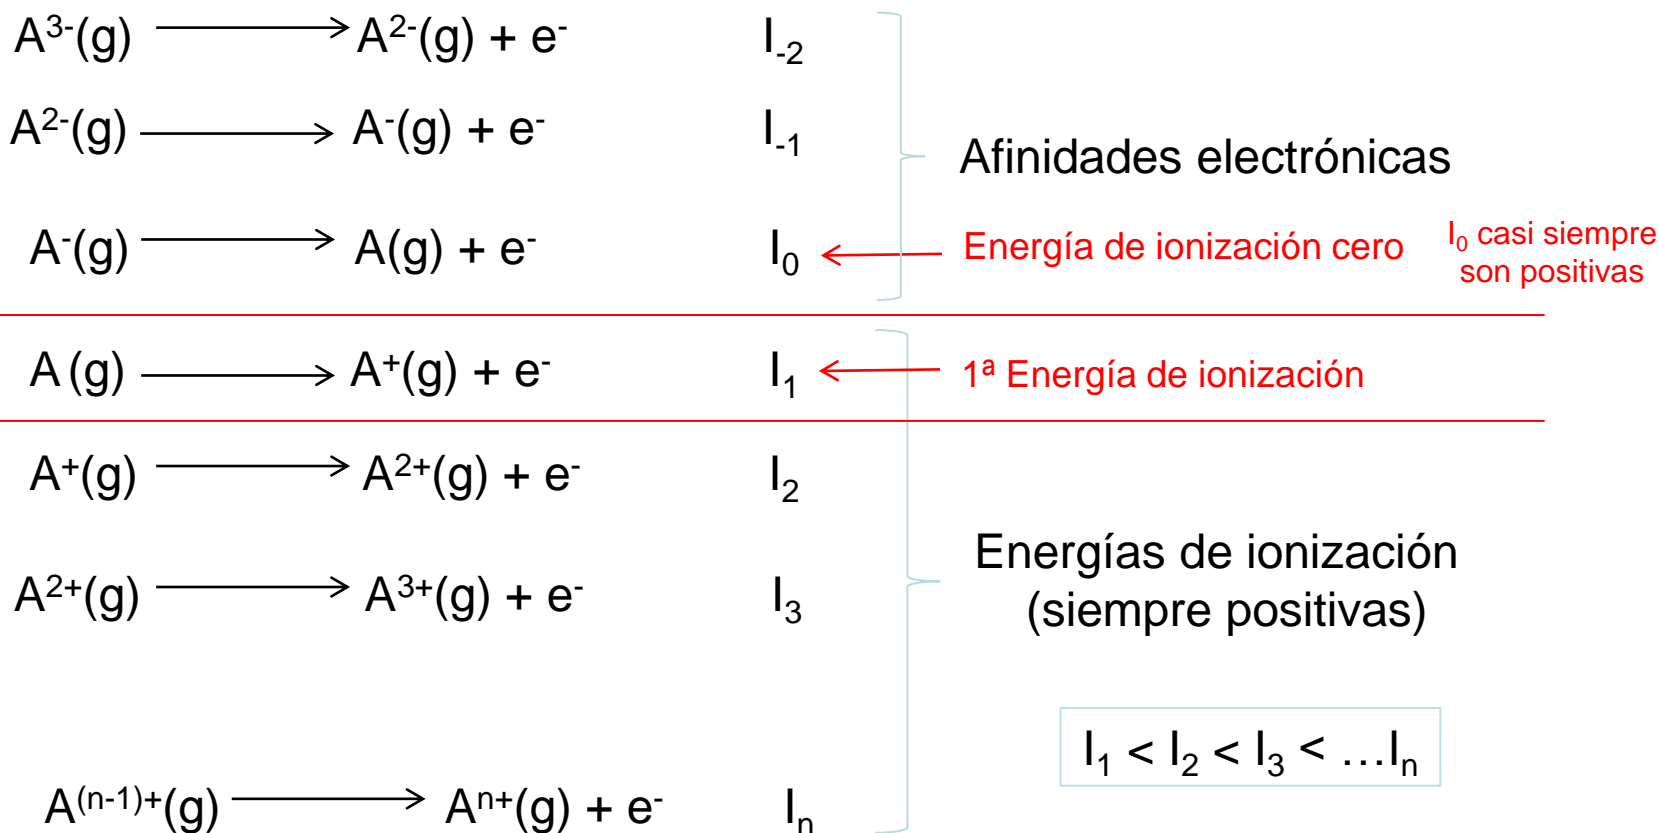 A³⁻(g) ⟶ A²⁻(g) + e⁻ I₋₂
A²⁻(g) ⟶ A⁻(g) + e⁻ I₋₁
Afinidades electrónicas
A⁻(g) ⟶ A(g) + e⁻ I₀ ← Energía de ionización cero
I₀ casi siempre
son positivas
A (g) ⟶ A⁺(g) + e⁻ I₁ ← 1ª Energía de ionización
A⁺(g) ⟶ A²⁺(g) + e⁻ I₂
Energías de ionización
(siempre positivas)
A²⁺(g) ⟶ A³⁺(g) + e⁻ I₃
I₁ < I₂ < I₃ < …Iₙ
A⁽ⁿ⁻¹⁾⁺(g) ⟶ Aⁿ⁺(g) + e⁻ Iₙ